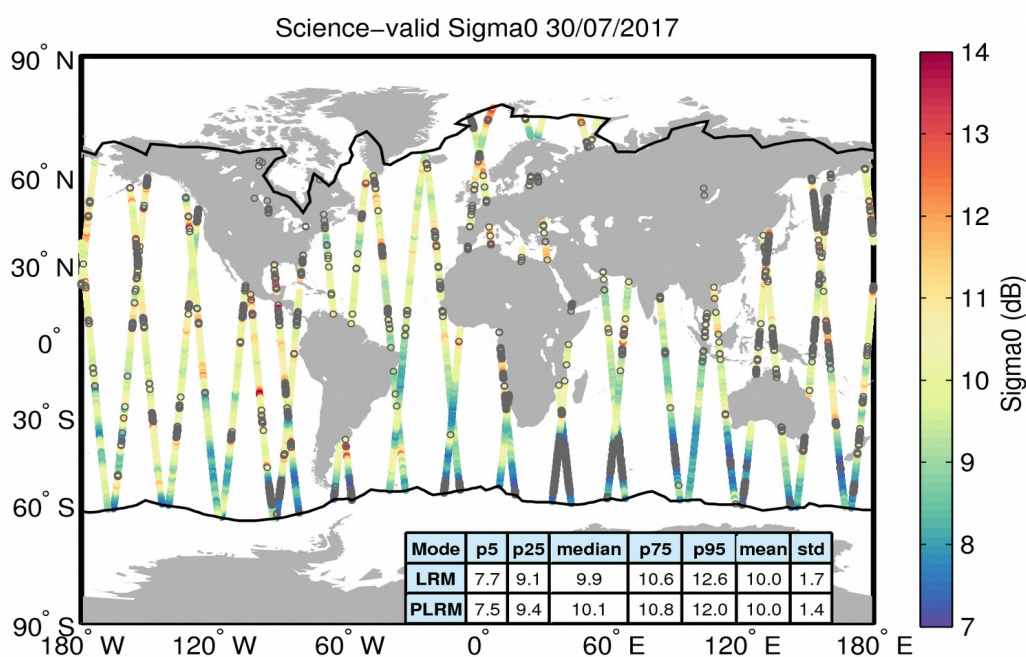 Science−valid Sigma0 30/07/2017
90° N
60° N
30° N
0°
30° S
60° S
90° S
180° W
120° W
60° W
0°
60° E
120° E
180° E
14
13
12
11
10
9
8
7
Sigma0 (dB)
Mode p5 p25 median p75 p95 mean std
LRM 7.7 9.1 9.9 10.6 12.6 10.0 1.7
PLRM 7.5 9.4 10.1 10.8 12.0 10.0 1.4